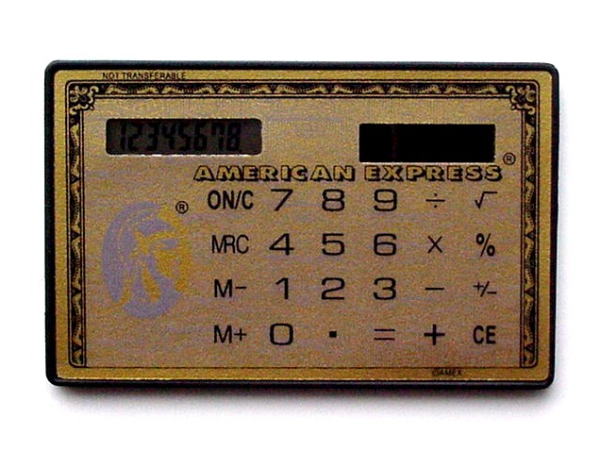 NOT TRANSFERABLE
12345678.
AMERICAN EXPRESS®
® ON/C 7 8 9 ÷ √
MRC 4 5 6 × %
M− 1 2 3 − +/−
M+ 0 . = + CE
©AMEX